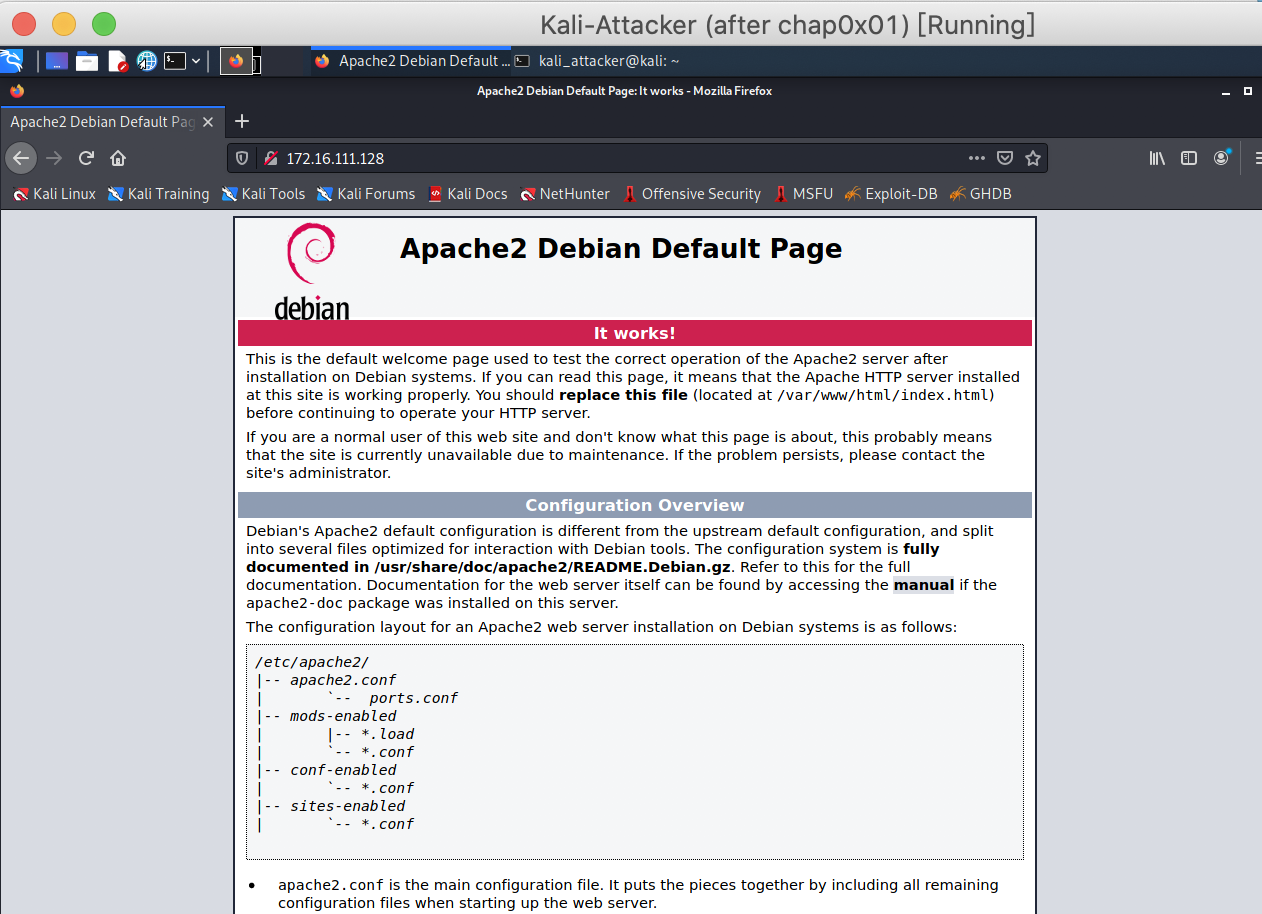 Kali-Attacker (after chap0x01) [Running]
Apache2 Debian Default ...
kali_attacker@kali: ~
Apache2 Debian Default Page: It works - Mozilla Firefox
Apache2 Debian Default Pag
172.16.111.128
Kali Linux Kali Training Kali Tools Kali Forums Kali Docs NetHunter Offensive Security MSFU Exploit-DB GHDB
debian
Apache2 Debian Default Page
It works!
This is the default welcome page used to test the correct operation of the Apache2 server after
installation on Debian systems. If you can read this page, it means that the Apache HTTP server installed
at this site is working properly. You should replace this file (located at /var/www/html/index.html)
before continuing to operate your HTTP server.
If you are a normal user of this web site and don't know what this page is about, this probably means
that the site is currently unavailable due to maintenance. If the problem persists, please contact the
site's administrator.
Configuration Overview
Debian's Apache2 default configuration is different from the upstream default configuration, and split
into several files optimized for interaction with Debian tools. The configuration system is fully
documented in /usr/share/doc/apache2/README.Debian.gz. Refer to this for the full
documentation. Documentation for the web server itself can be found by accessing the manual if the
apache2-doc package was installed on this server.
The configuration layout for an Apache2 web server installation on Debian systems is as follows:
/etc/apache2/
|-- apache2.conf
|       `--  ports.conf
|-- mods-enabled
|       |-- *.load
|       `-- *.conf
|-- conf-enabled
|       `-- *.conf
|-- sites-enabled
|       `-- *.conf
• apache2.conf is the main configuration file. It puts the pieces together by including all remaining
configuration files when starting up the web server.